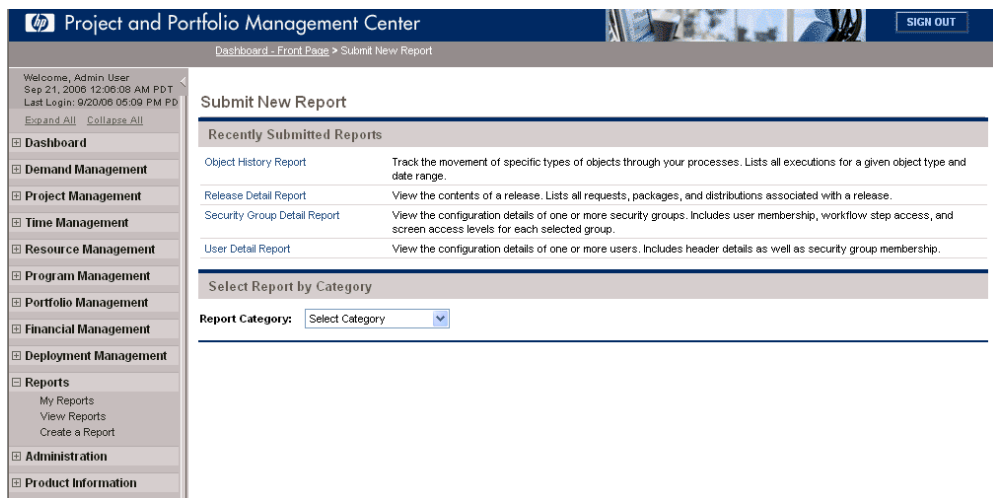 hp Project and Portfolio Management Center
SIGN OUT
Dashboard - Front Page > Submit New Report
Welcome, Admin User
Sep 21, 2006 12:06:08 AM PDT
Last Login: 9/20/06 05:09 PM PD
Expand All Collapse All
Dashboard
Demand Management
Project Management
Time Management
Resource Management
Program Management
Portfolio Management
Financial Management
Deployment Management
Reports
My Reports
View Reports
Create a Report
Administration
Product Information
Submit New Report
Recently Submitted Reports
Object History Report
Track the movement of specific types of objects through your processes. Lists all executions for a given object type and
date range.
Release Detail Report
View the contents of a release. Lists all requests, packages, and distributions associated with a release.
Security Group Detail Report
View the configuration details of one or more security groups. Includes user membership, workflow step access, and
screen access levels for each selected group.
User Detail Report
View the configuration details of one or more users. Includes header details as well as security group membership.
Select Report by Category
Report Category: Select Category